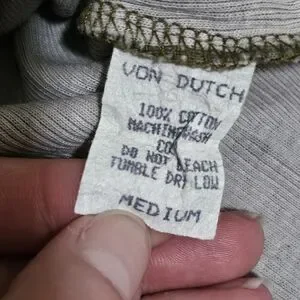 VON DUTCH
100% COTTON
MACHINE WASH
COLD
DO NOT BLEACH
TUMBLE DRY LOW
MEDIUM